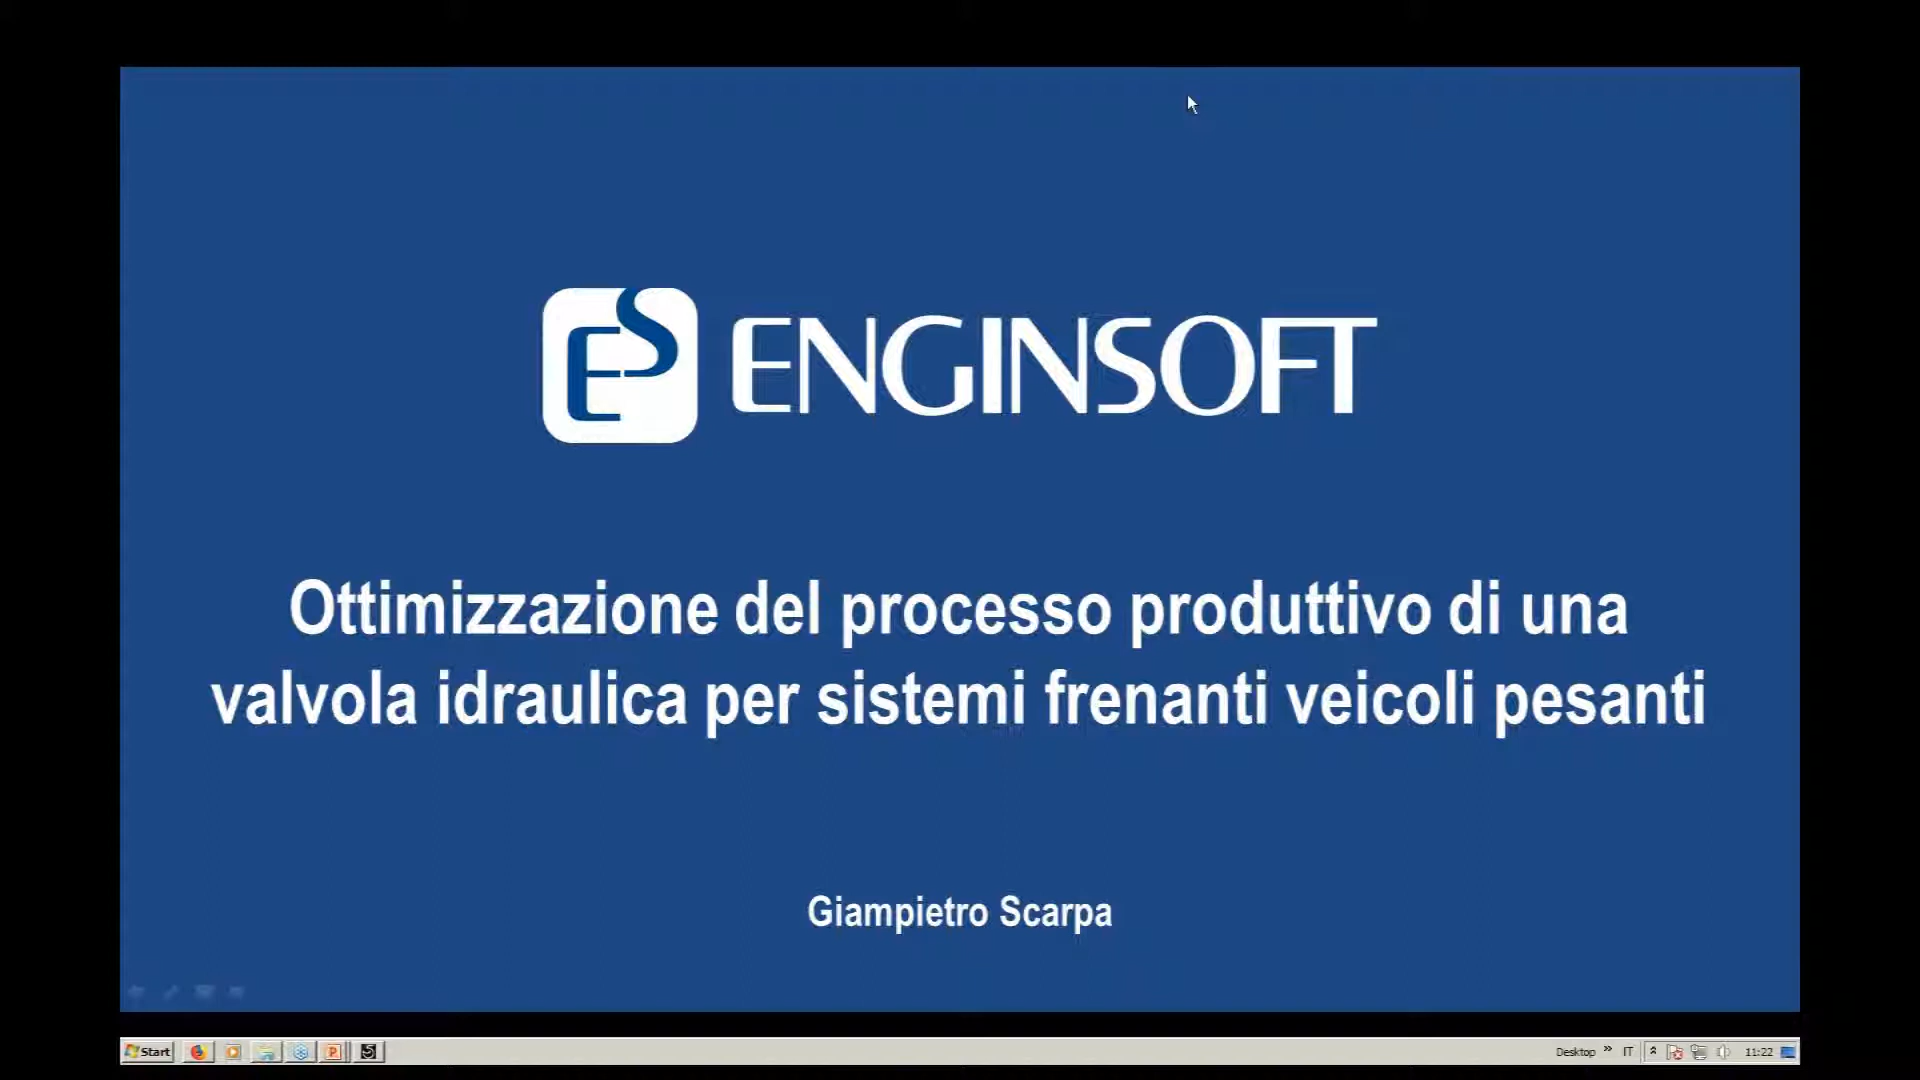 ES ENGINSOFT
Ottimizzazione del processo produttivo di una
valvola idraulica per sistemi frenanti veicoli pesanti
Giampietro Scarpa
Start Desktop » IT 11:22